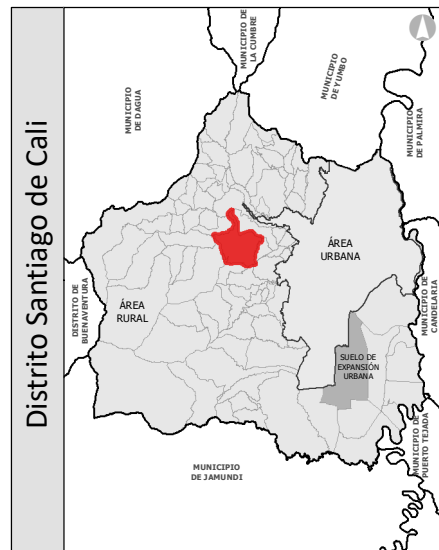 Distrito Santiago de Cali
MUNICIPIO
DE DAGUA
MUNICIPIO DE
LA CUMBRE
MUNICIPIO
DE YUMBO
MUNICIPIO
DE PALMIRA
ÁREA
URBANA
ÁREA
RURAL
DISTRITO DE
BUENAVENTURA
MUNICIPIO DE
CANDELARIA
SUELO DE
EXPANSIÓN
URBANA
MUNICIPIO DE
PUERTO TEJADA
MUNICIPIO
DE JAMUNDI